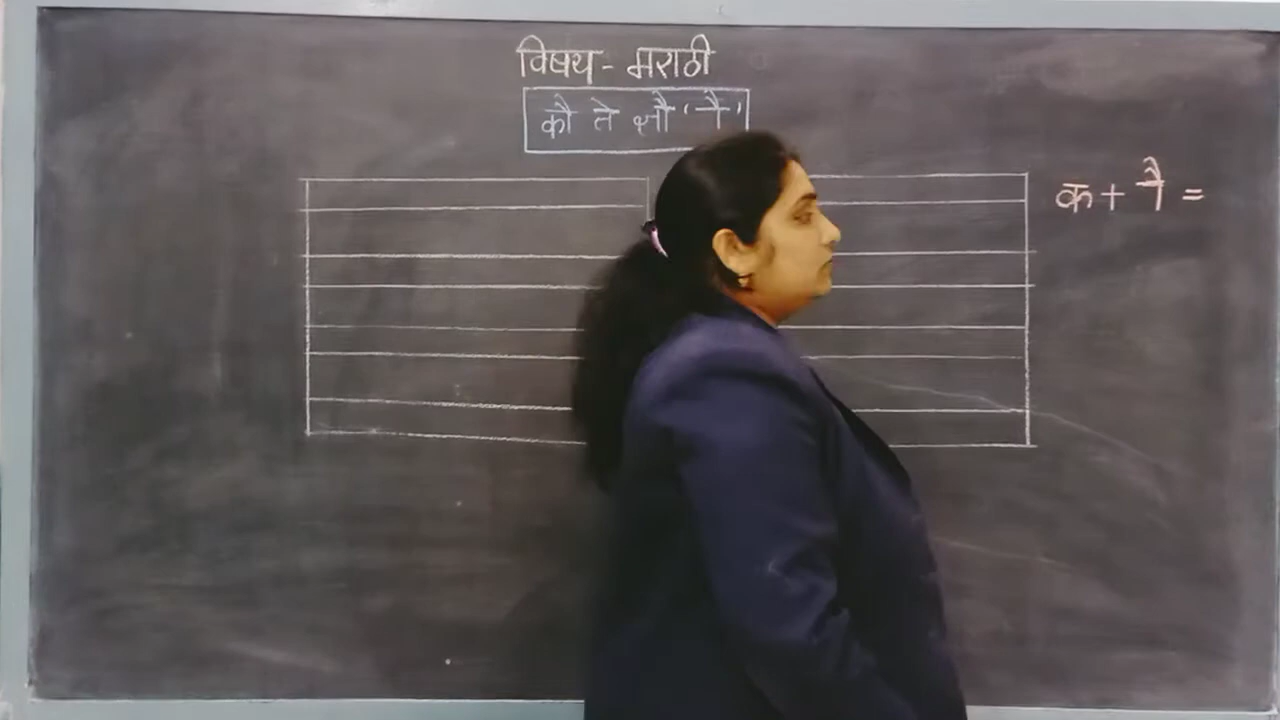 विषय - मराठी
कौ ते क्षौ 'ौ'
क + ौ =